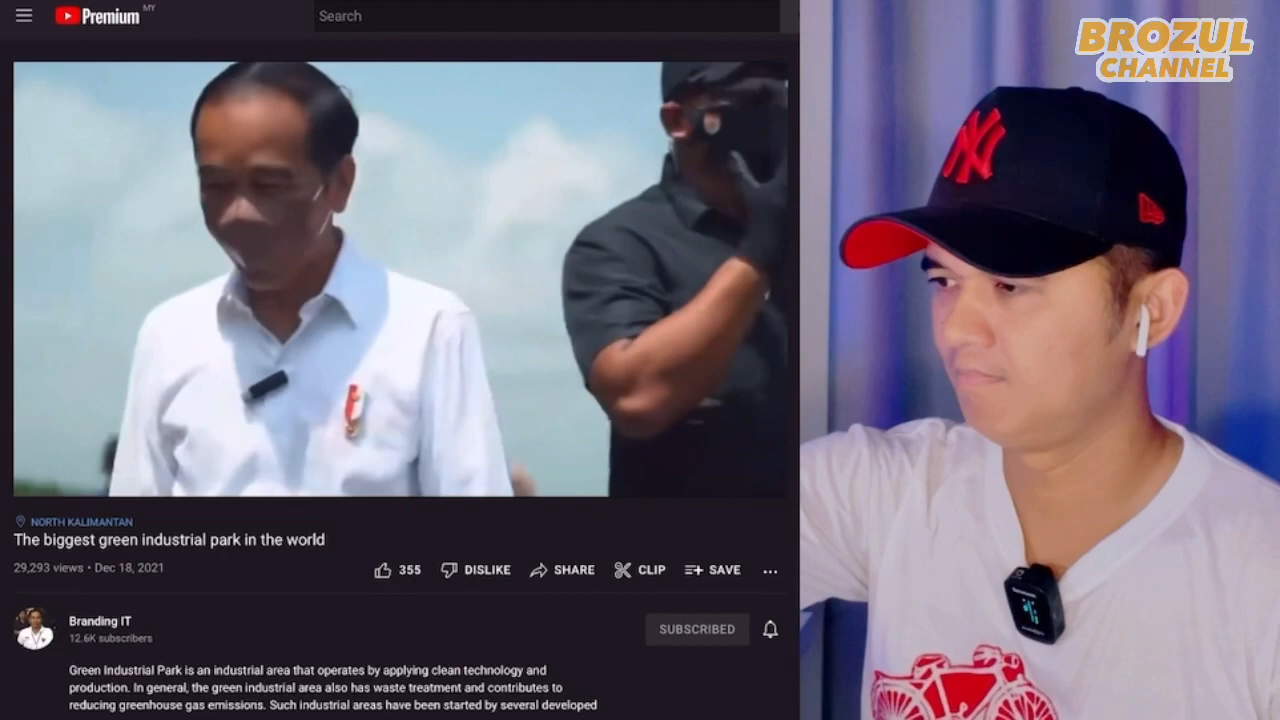 Premium MY
Search
BROZUL
CHANNEL
NY
NORTH KALIMANTAN
The biggest green industrial park in the world
29,293 views • Dec 18, 2021
355 DISLIKE SHARE CLIP SAVE ...
Branding IT
12.6K subscribers
SUBSCRIBED
Green Industrial Park is an industrial area that operates by applying clean technology and
production. In general, the green industrial area also has waste treatment and contributes to
reducing greenhouse gas emissions. Such industrial areas have been started by several developed